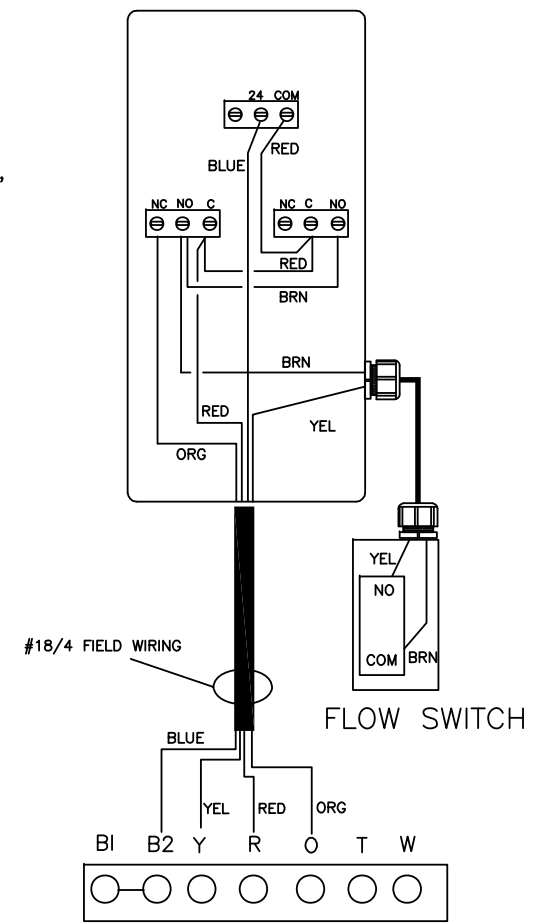 24 COM
BLUE RED
,
NC NO C NC C NO
RED
BRN
BRN
RED
YEL
ORG
YEL
NO
#18/4 FIELD WIRING
COM BRN
FLOW SWITCH
BLUE
YEL RED ORG
B1 B2 Y R O T W